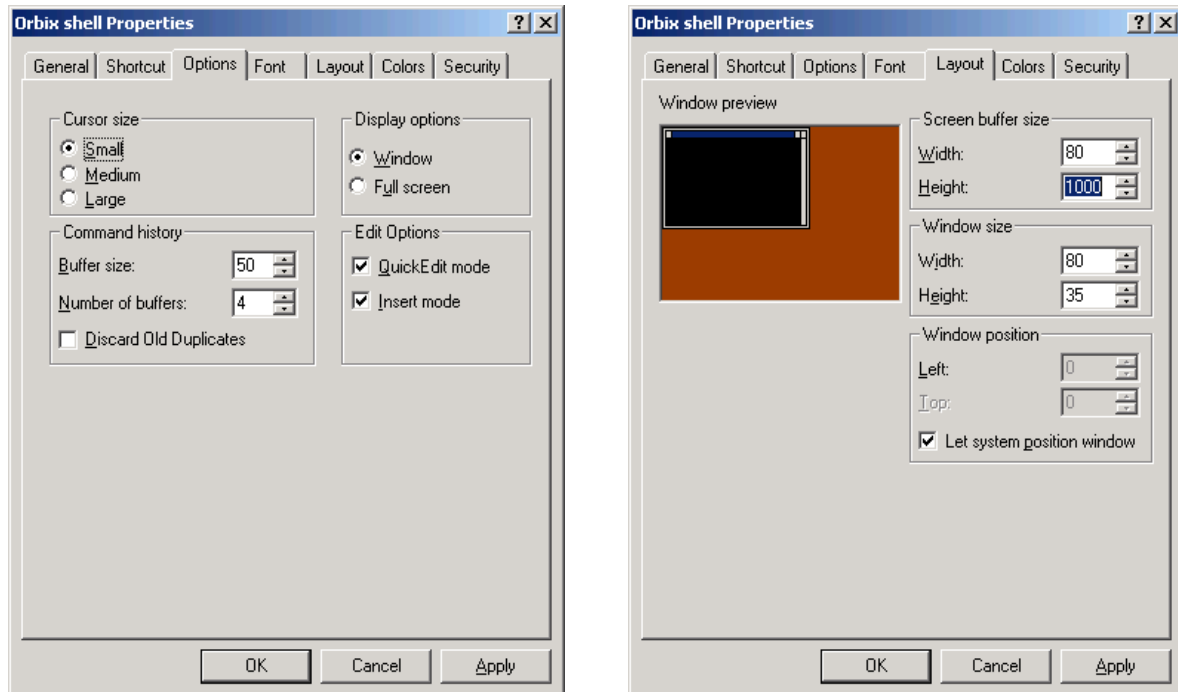 Orbix shell Properties
General Shortcut Options Font Layout Colors Security
Cursor size
Small
Medium
Large
Display options
Window
Full screen
Command history
Buffer size: 50
Number of buffers: 4
Discard Old Duplicates
Edit Options
QuickEdit mode
Insert mode
OK Cancel Apply
Orbix shell Properties
General Shortcut Options Font Layout Colors Security
Window preview
Screen buffer size
Width: 80
Height: 1000
Window size
Width: 80
Height: 35
Window position
Left: 0
Top: 0
Let system position window
OK Cancel Apply